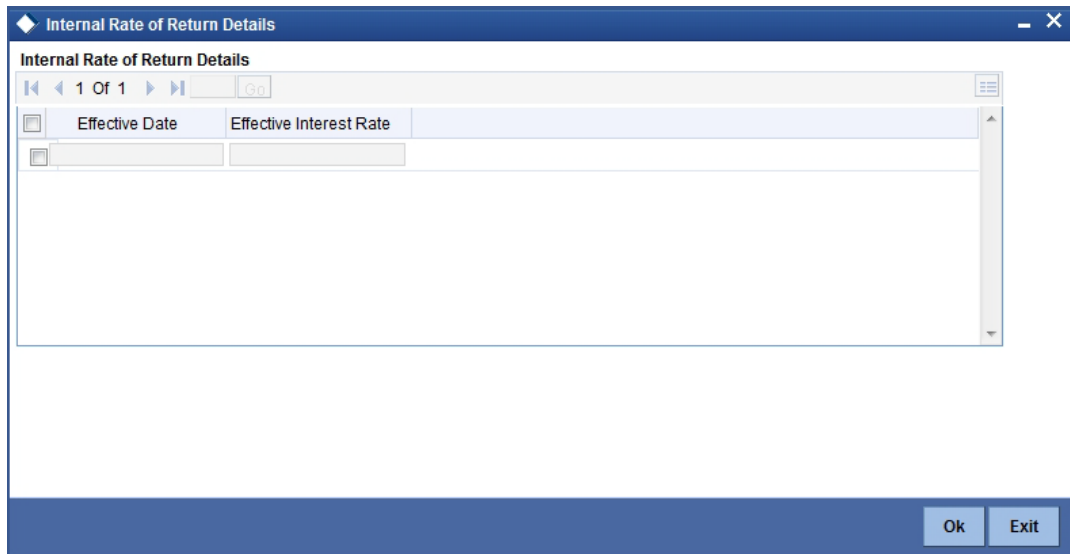 Internal Rate of Return Details
Internal Rate of Return Details
1 Of 1 Go
Effective Date Effective Interest Rate
Ok Exit